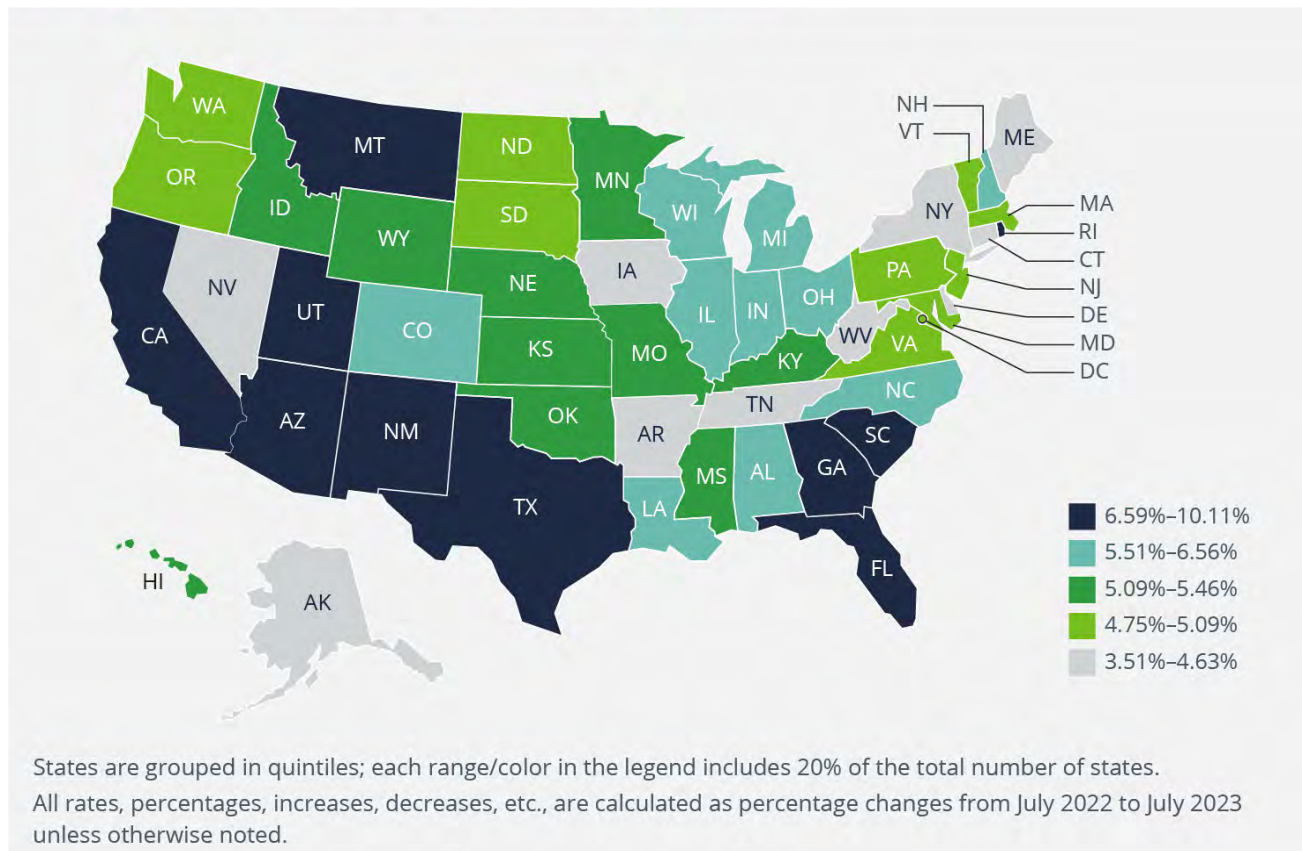 WA
MT
ND
MN
OR
ID
SD
WI
MI
NH
VT
ME
NY
MA
RI
CT
NJ
DE
MD
DC
WY
NE
IA
PA
NV
UT
CO
IL
IN
OH
CA
KS
MO
WV
VA
KY
AZ
NM
OK
AR
TN
NC
TX
LA
MS
AL
GA
SC
FL
HI
AK
6.59%–10.11%
5.51%–6.56%
5.09%–5.46%
4.75%–5.09%
3.51%–4.63%
States are grouped in quintiles; each range/color in the legend includes 20% of the total number of states.
All rates, percentages, increases, decreases, etc., are calculated as percentage changes from July 2022 to July 2023
unless otherwise noted.